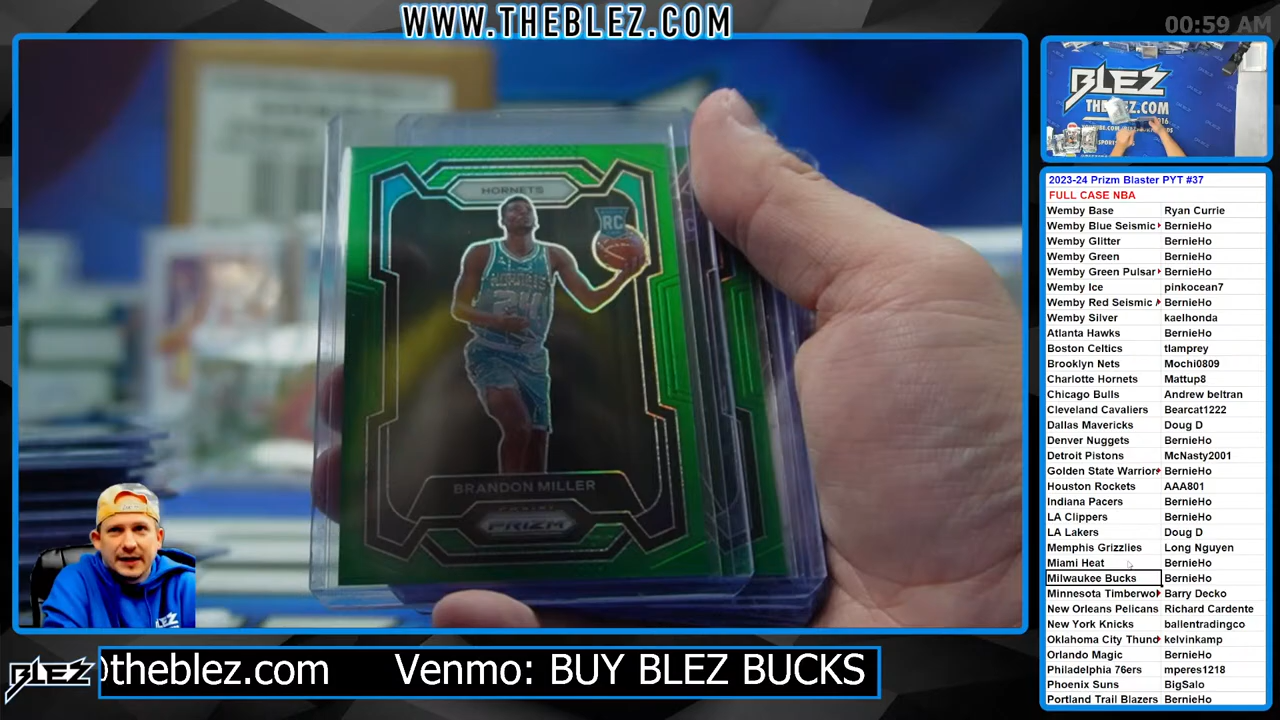 WWW.THEBLEZ.COM
00:59 AM
HORNETS
RC
BRANDON MILLER
PANINI
PRIZM
BLEZ
THEBLEZ.COM
2023-24 Prizm Blaster PYT #37
FULL CASE NBA
Wemby Base Ryan Currie
Wemby Blue Seismic BernieHo
Wemby Glitter BernieHo
Wemby Green BernieHo
Wemby Green Pulsar BernieHo
Wemby Ice pinkocean7
Wemby Red Seismic BernieHo
Wemby Silver kaelhonda
Atlanta Hawks BernieHo
Boston Celtics tlamprey
Brooklyn Nets Mochi0809
Charlotte Hornets Mattup8
Chicago Bulls Andrew beltran
Cleveland Cavaliers Bearcat1222
Dallas Mavericks Doug D
Denver Nuggets BernieHo
Detroit Pistons McNasty2001
Golden State Warrior BernieHo
Houston Rockets AAA801
Indiana Pacers BernieHo
LA Clippers BernieHo
LA Lakers Doug D
Memphis Grizzlies Long Nguyen
Miami Heat BernieHo
Milwaukee Bucks BernieHo
Minnesota Timberwol Barry Decko
New Orleans Pelicans Richard Cardente
New York Knicks ballentradingco
Oklahoma City Thund kelvinkamp
Orlando Magic BernieHo
Philadelphia 76ers mperes1218
Phoenix Suns BigSalo
Portland Trail Blazers BernieHo
BLEZ
@theblez.com Venmo: BUY BLEZ BUCKS